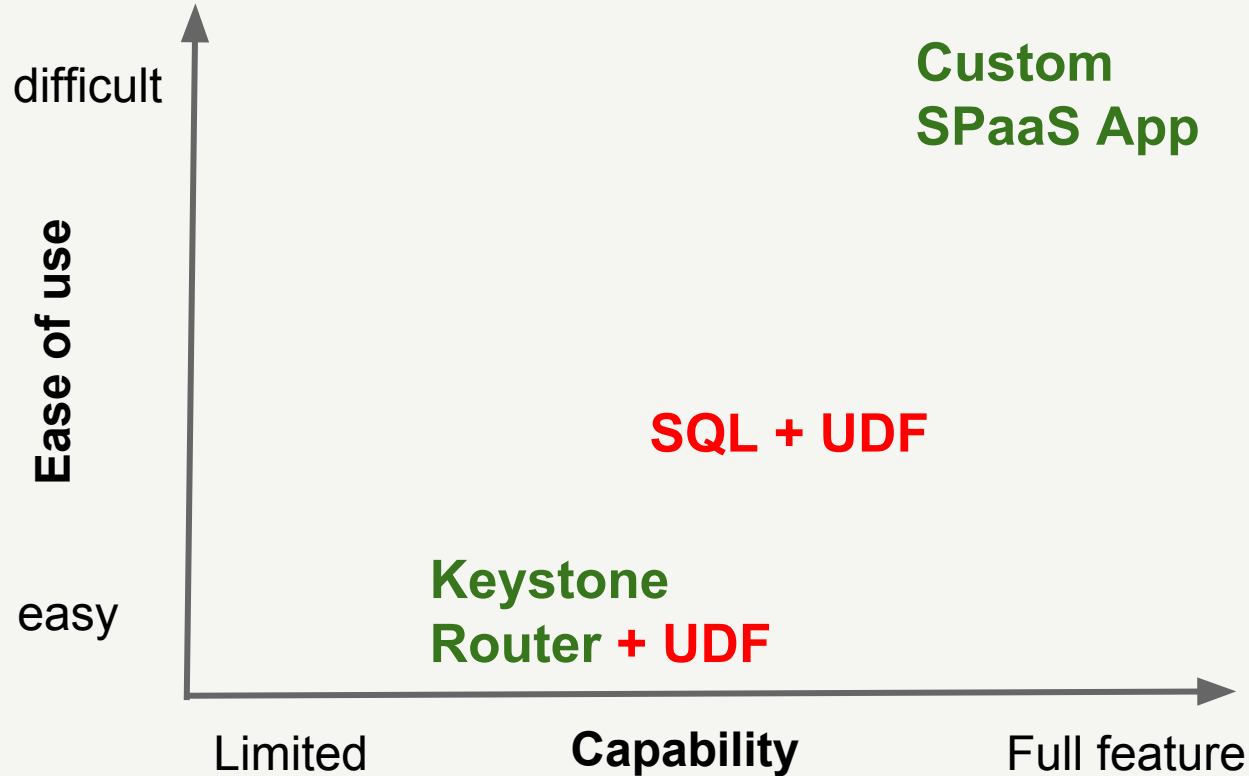 difficult
Custom
SPaaS App
Ease of use
SQL + UDF
Keystone
Router + UDF
easy
Limited
Capability
Full feature